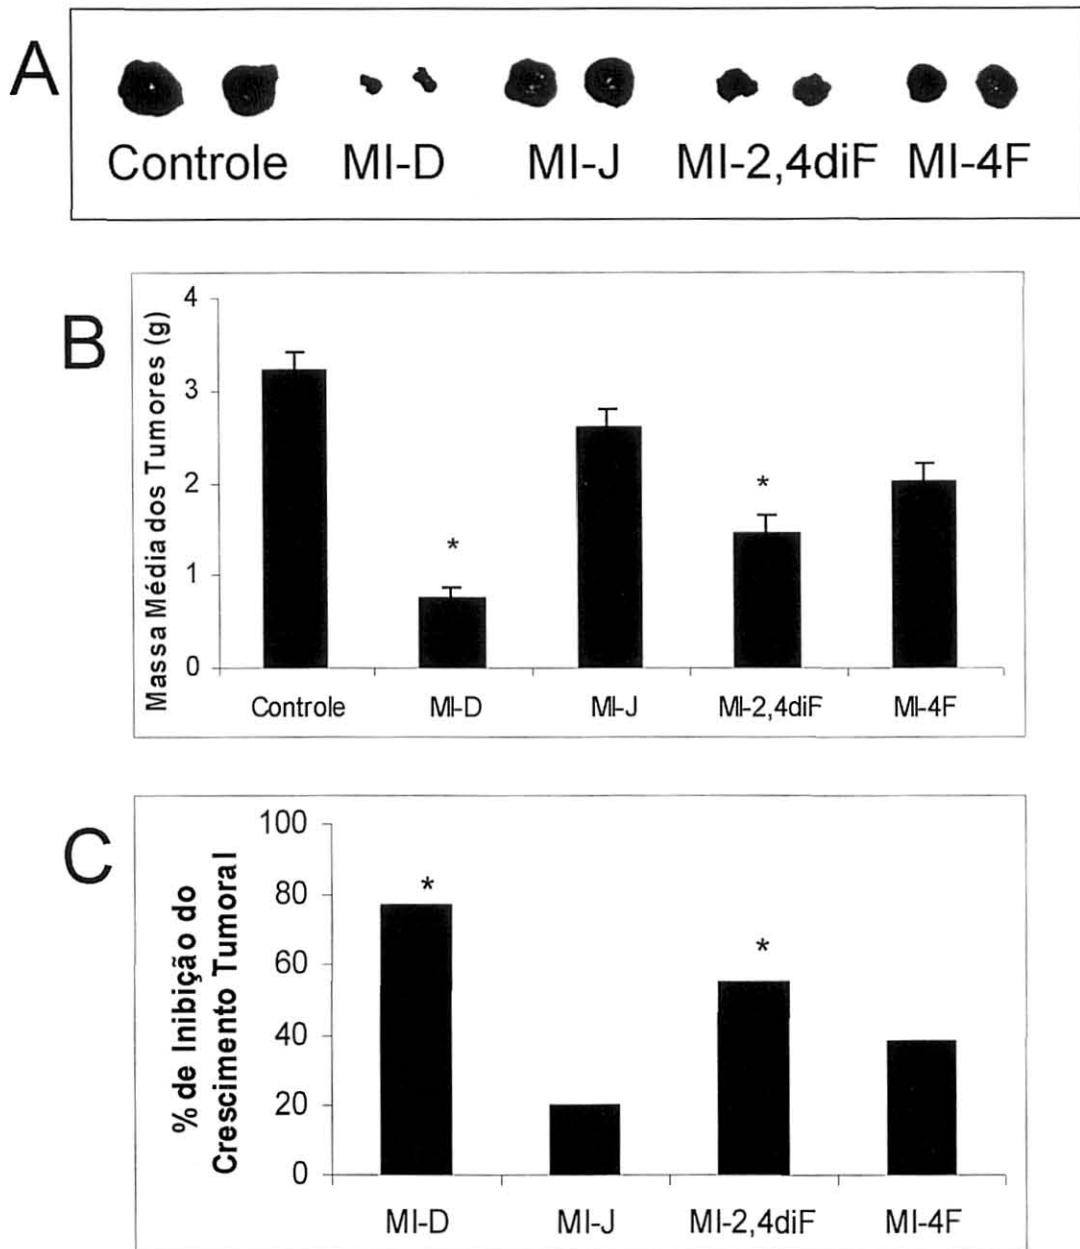 A
Controle MI-D MI-J MI-2,4diF MI-4F
B
Massa Média dos Tumores (g)
4
3
2
1
0
*
*
Controle MI-D MI-J MI-2,4diF MI-4F
C
% de Inibição do
Crescimento Tumoral
100
80
60
40
20
0
*
*
MI-D MI-J MI-2,4diF MI-4F